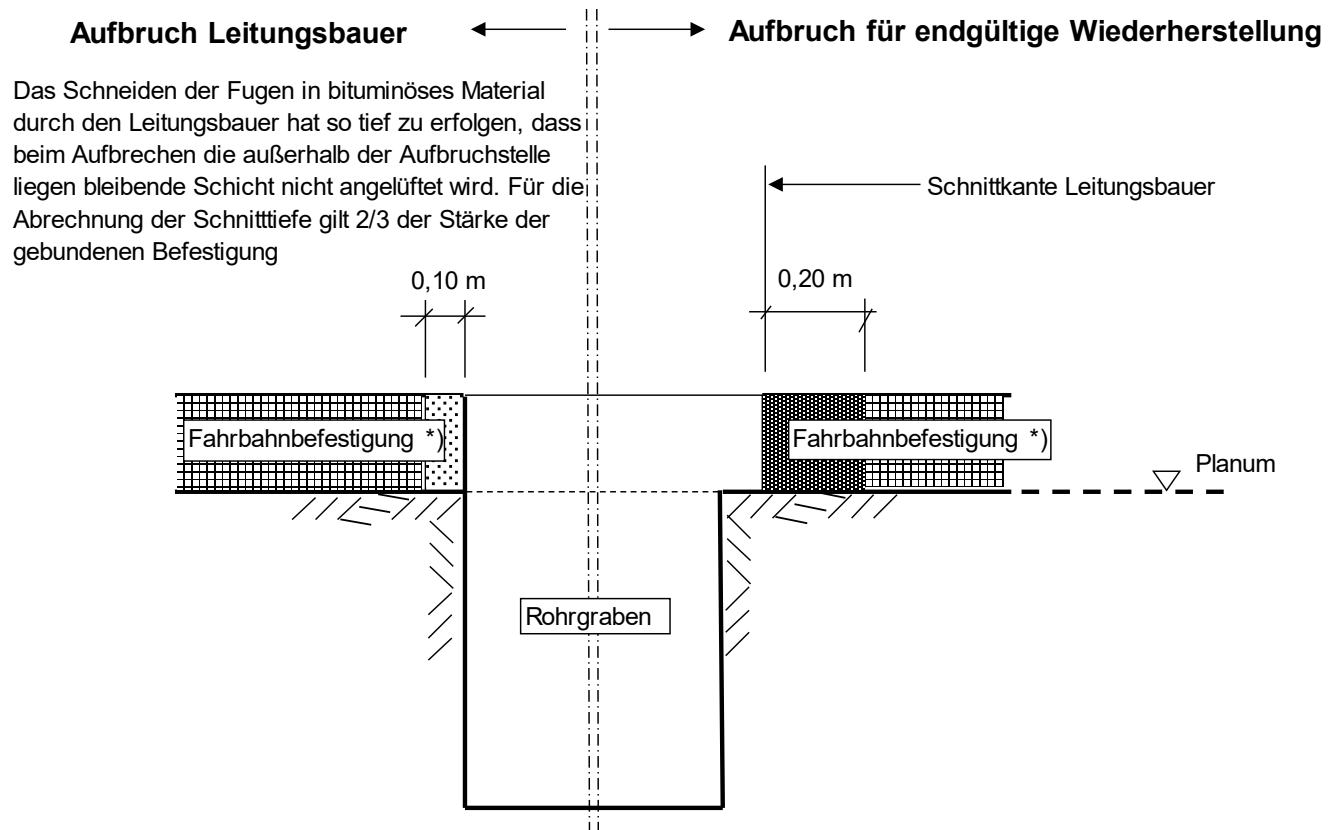 Aufbruch Leitungsbauer
Aufbruch für endgültige Wiederherstellung
Das Schneiden der Fugen in bituminöses Material
durch den Leitungsbauer hat so tief zu erfolgen, dass
beim Aufbrechen die außerhalb der Aufbruchstelle
liegen bleibende Schicht nicht angelüftet wird. Für die
Abrechnung der Schnitttiefe gilt 2/3 der Stärke der
gebundenen Befestigung
Schnittkante Leitungsbauer
0,10 m
0,20 m
Fahrbahnbefestigung *)
Fahrbahnbefestigung *)
Planum
Rohrgraben